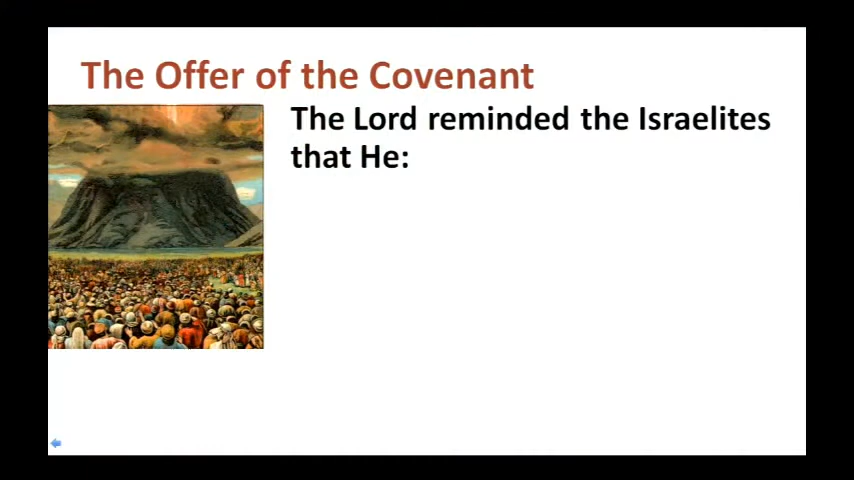 The Offer of the Covenant
The Lord reminded the Israelites
that He: